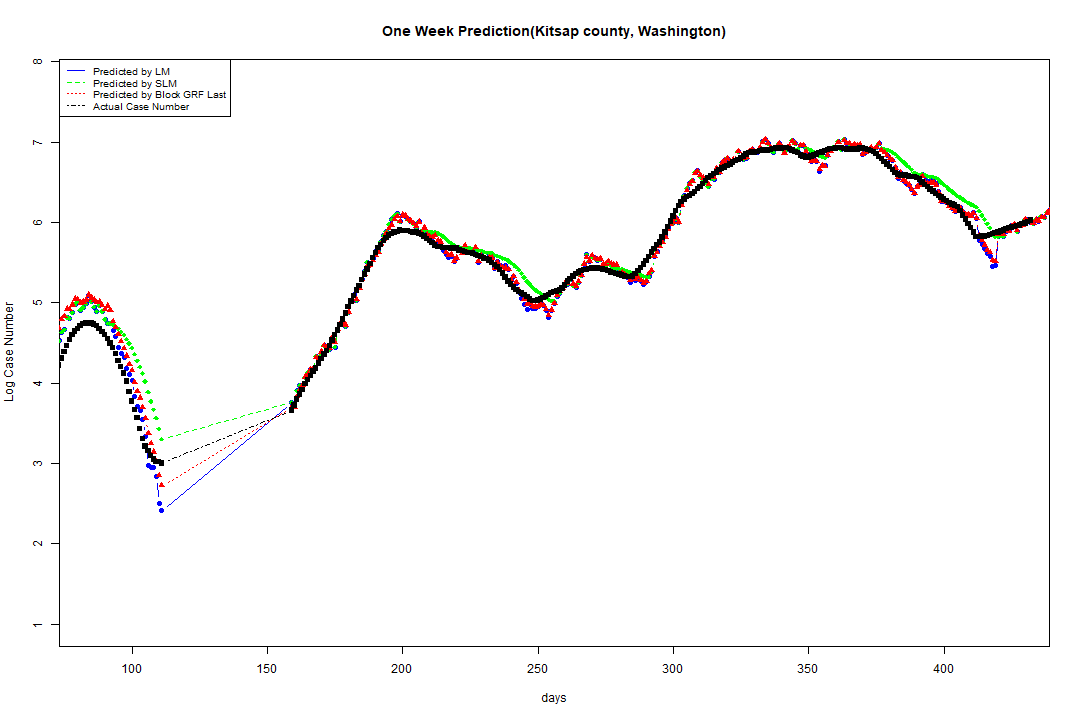 One Week Prediction(Kitsap county, Washington)
Predicted by LM
Predicted by SLM
Predicted by Block GRF Last
Actual Case Number
8
7
6
5
4
3
2
1
Log Case Number
100 150 200 250 300 350 400
days